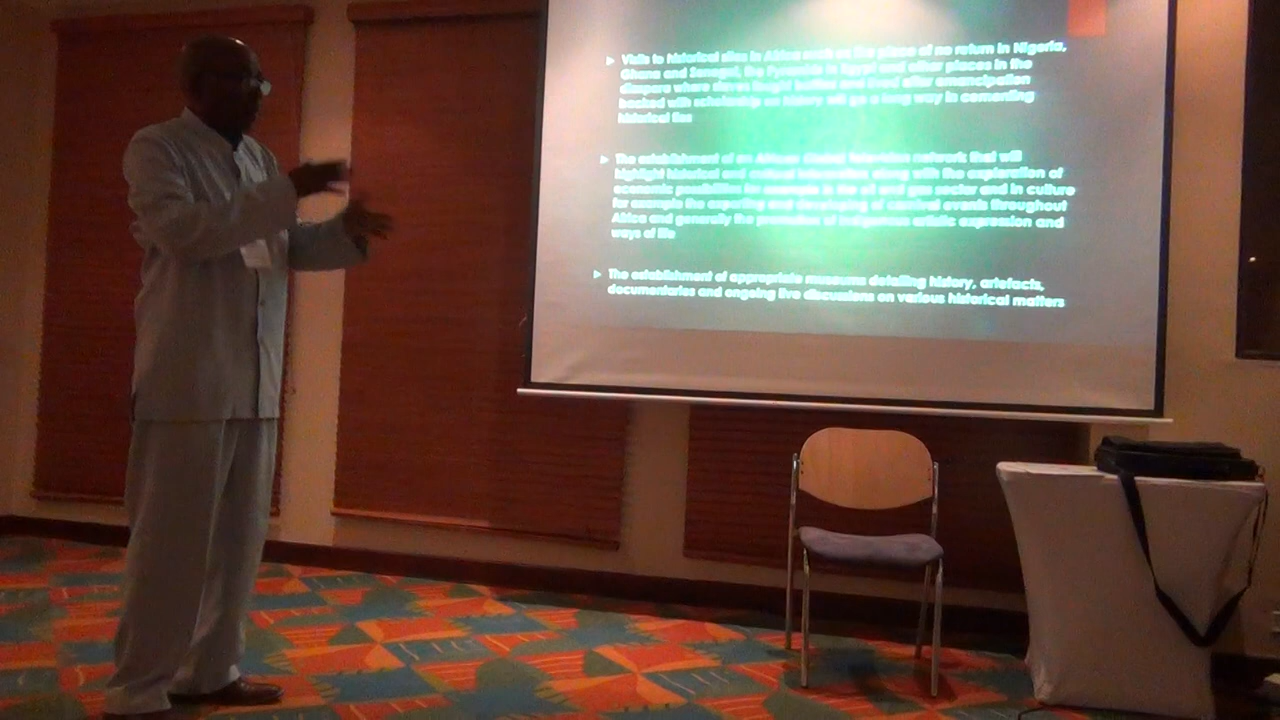 Visits to historical sites in Africa such as the place of no return in Nigeria,
Ghana and Senegal, the Pyramids in Egypt and other places in the
diaspora where slaves fought battles and lived after emancipation
backed with scholarship on history will go a long way in cementing
historical ties
The establishment of an African television network that will
highlight historical and cultural along with the exploration of
economic possibilities for example in the oil and gas sector and in culture
for example the exporting and developing of carnival events throughout
Africa and generally the promotion of indigenous artistic expression and
ways of life
The establishment of appropriate museums detailing history, artefacts,
documentaries and ongoing live discussions on various historical matters